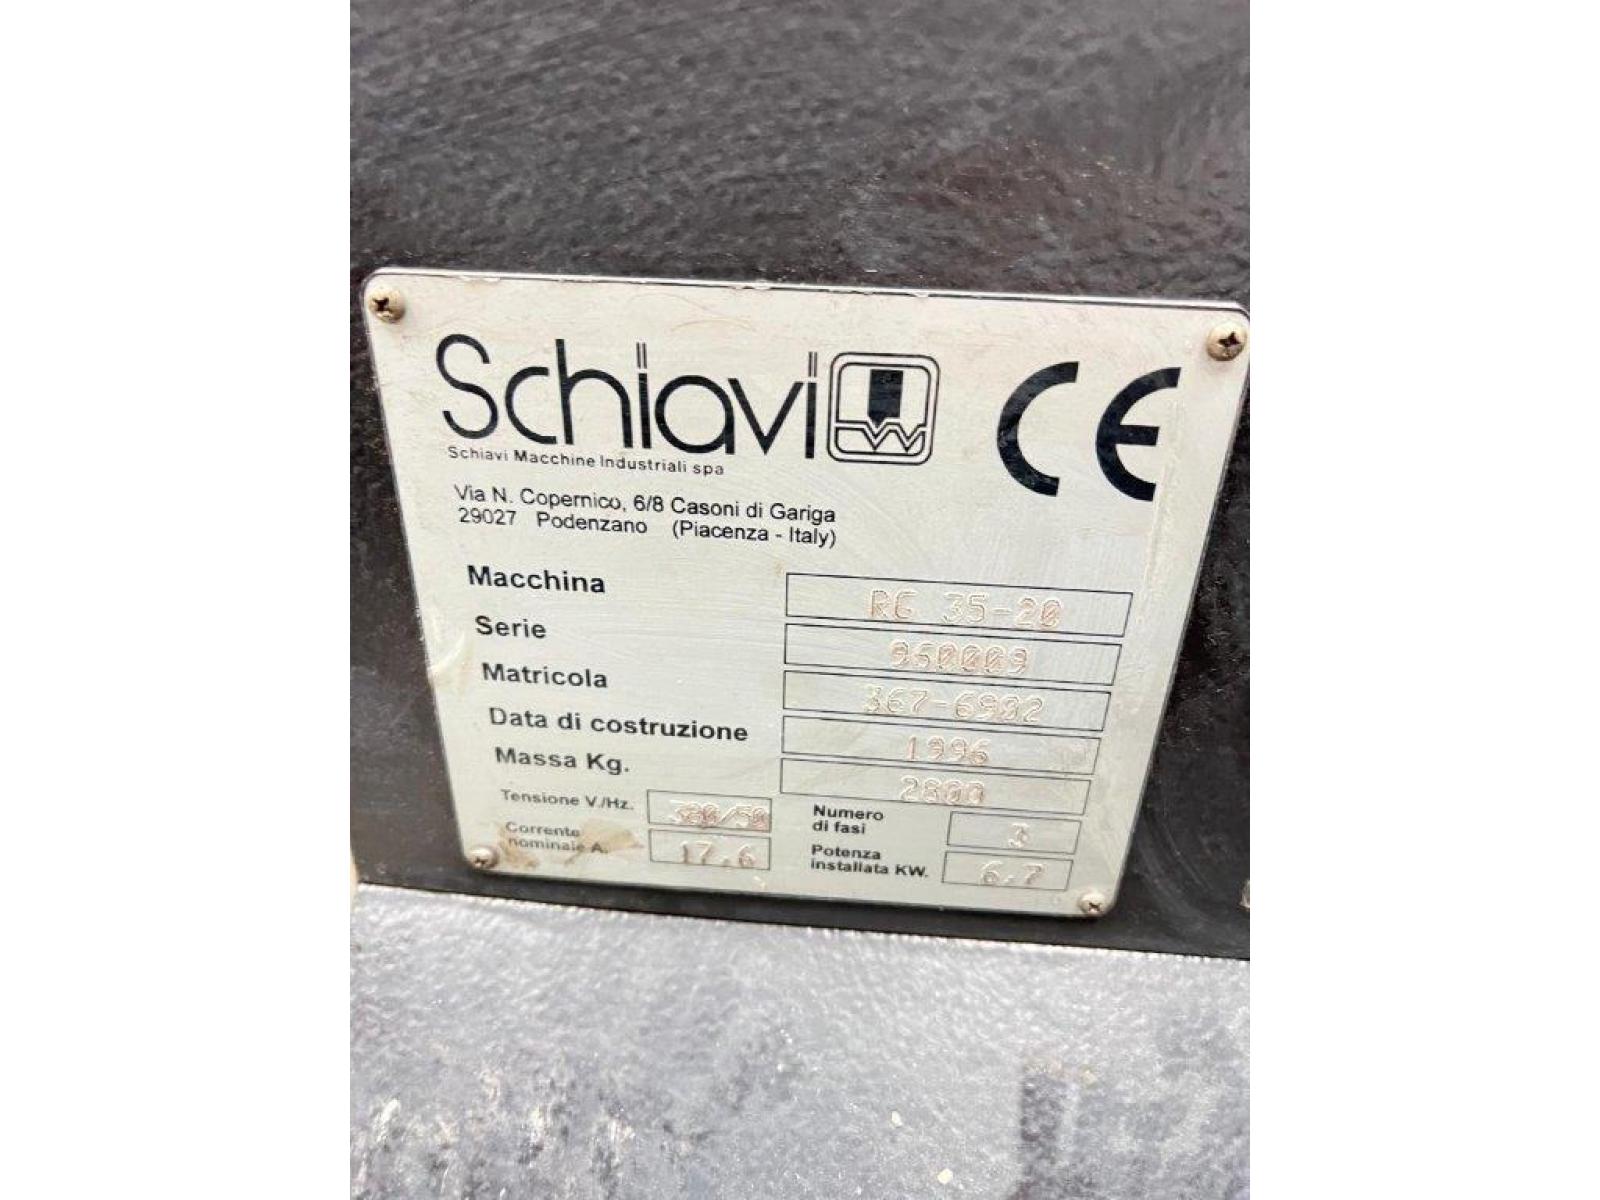 Schiavi
CE
Schiavi Macchine Industriali spa
Via N. Copernico, 6/8 Casoni di Gariga
29027 Podenzano (Piacenza - Italy)
Macchina RG 35-20
Serie 960009
Matricola 367-6902
Data di costruzione 1996
Massa Kg. 2800
Tensione V./Hz. 380/50
Numero di fasi 3
Corrente nominale A. 17.6
Potenza installata KW. 6.7